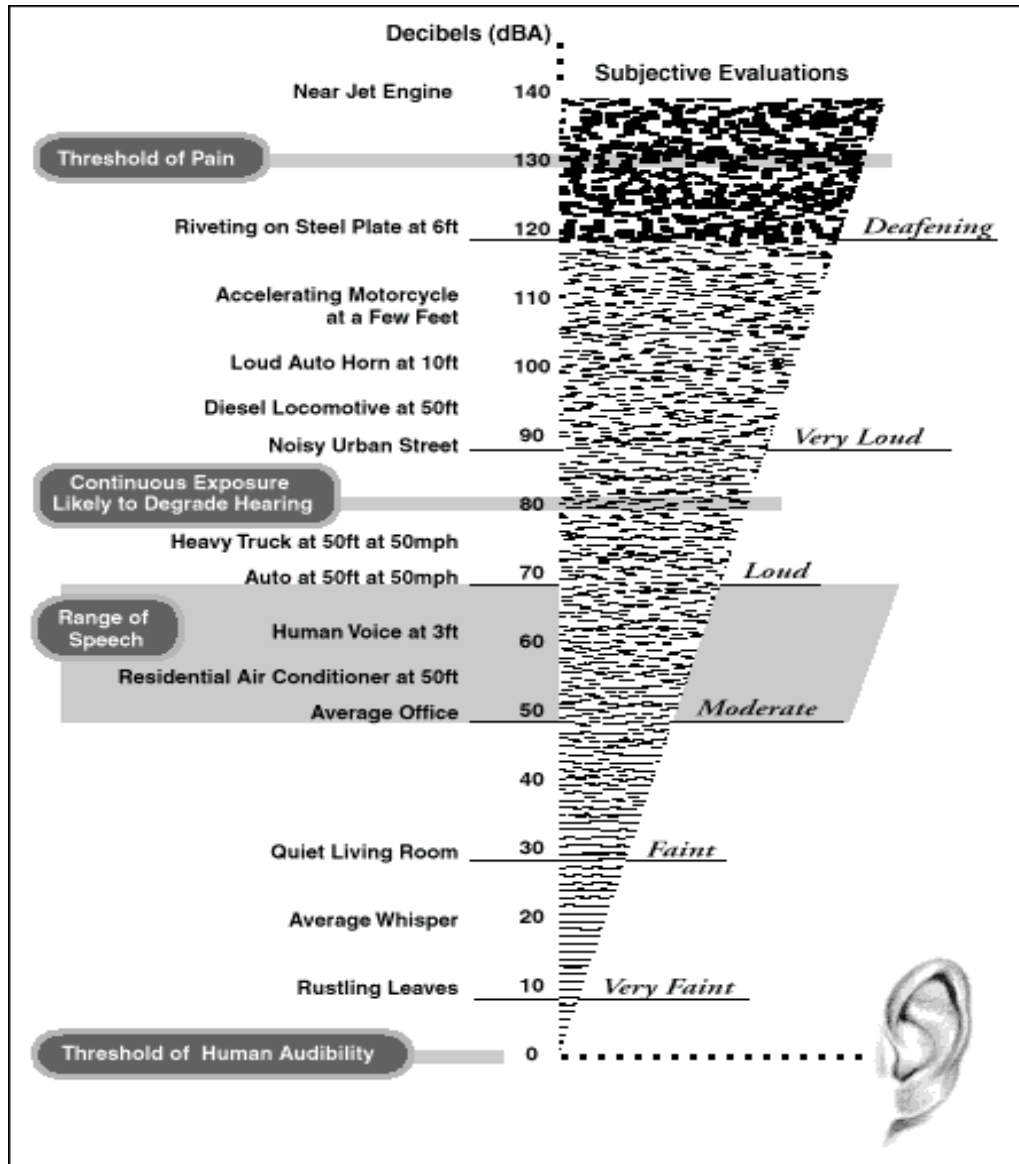 Decibels (dBA)
Subjective Evaluations
Near Jet Engine 140
Threshold of Pain 130
Riveting on Steel Plate at 6ft 120 Deafening
Accelerating Motorcycle
at a Few Feet 110
Loud Auto Horn at 10ft 100
Diesel Locomotive at 50ft
Noisy Urban Street 90 Very Loud
Continuous Exposure
Likely to Degrade Hearing 80
Heavy Truck at 50ft at 50mph
Auto at 50ft at 50mph 70 Loud
Range of
Speech
Human Voice at 3ft 60
Residential Air Conditioner at 50ft
Average Office 50 Moderate
40
Quiet Living Room 30 Faint
Average Whisper 20
Rustling Leaves 10 Very Faint
Threshold of Human Audibility 0